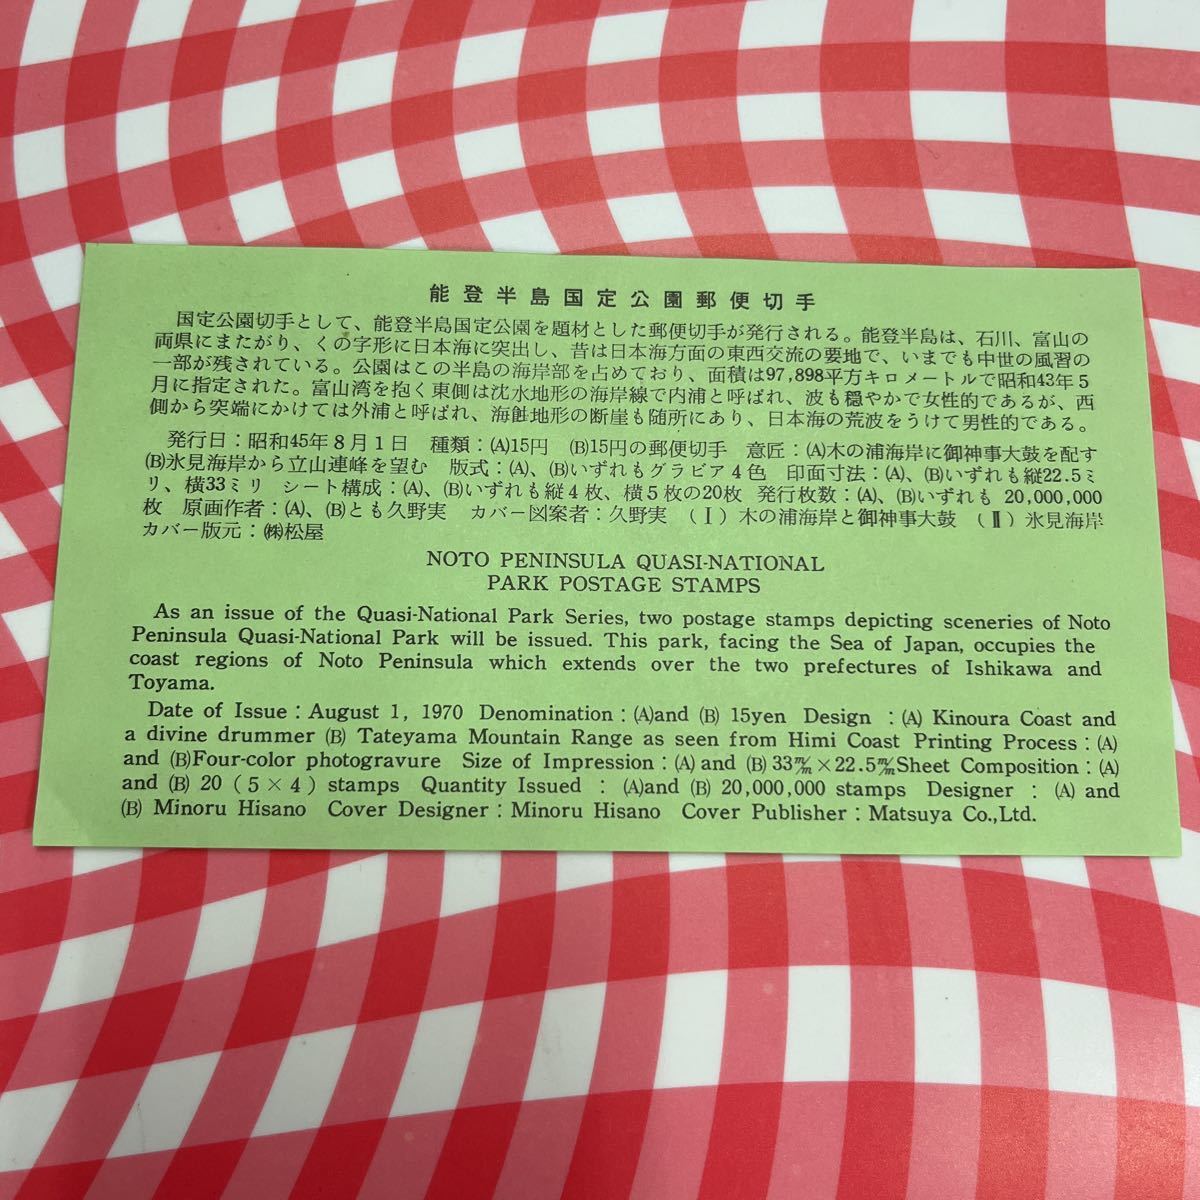 能登半島国定公園郵便切手
国定公園切手として、能登半島国定公園を題材とした郵便切手が発行される。能登半島は、石川、富山の
両県にまたがり、くの字形に日本海に突出し、昔は日本海方面の東西交流の要地で、いまでも中世の風習の
一部が残されている。公園はこの半島の海岸部を占めており、面積は97,898平方キロメートルで昭和43年5
月に指定された。富山湾を抱く東側は沈水地形の海岸線で内浦と呼ばれ、波も穏やかで女性的であるが、西
側から突端にかけては外浦と呼ばれ、海蝕地形の断崖も随所にあり、日本海の荒波をうけて男性的である。
発行日：昭和45年8月1日 種類：(A)15円 (B)15円の郵便切手 意匠：(A)木の浦海岸に御神事大鼓を配す
(B)氷見海岸から立山連峰を望む 版式：(A)、(B)いずれもグラビア4色 印面寸法：(A)、(B)いずれも縦22.5ミ
リ、横33ミリ シート構成：(A)、(B)いずれも縦4枚、横5枚の20枚 発行枚数：(A)、(B)いずれも 20,000,000
枚 原画作者：(A)、(B)とも久野実 カバー図案者：久野実 (Ⅰ)木の浦海岸と御神事大鼓 (Ⅱ)氷見海岸
カバー版元：㈱松屋
NOTO PENINSULA QUASI-NATIONAL
PARK POSTAGE STAMPS
As an issue of the Quasi-National Park Series, two postage stamps depicting sceneries of Noto
Peninsula Quasi-National Park will be issued. This park, facing the Sea of Japan, occupies the
coast regions of Noto Peninsula which extends over the two prefectures of Ishikawa and
Toyama.
Date of Issue : August 1, 1970 Denomination : (A)and (B) 15yen Design : (A) Kinoura Coast and
a divine drummer (B) Tateyama Mountain Range as seen from Himi Coast Printing Process : (A)
and (B)Four-color photogravure Size of Impression : (A) and (B) 33m/m×22.5m/mSheet Composition : (A)
and (B) 20 (5×4) stamps Quantity Issued : (A)and (B) 20,000,000 stamps Designer : (A) and
(B) Minoru Hisano Cover Designer : Minoru Hisano Cover Publisher : Matsuya Co.,Ltd.